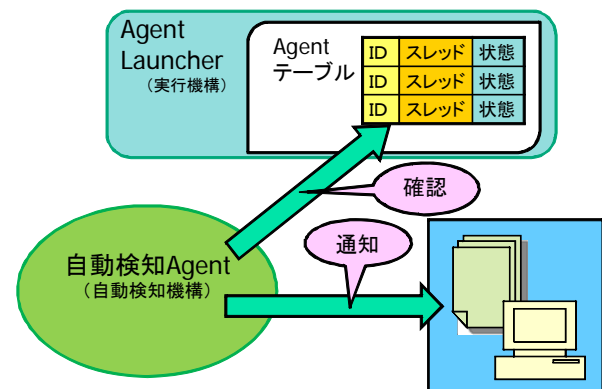 Agent
Launcher
（実行機構）
Agent
テーブル
ID スレッド 状態
ID スレッド 状態
ID スレッド 状態
確認
通知
自動検知Agent
（自動検知機構）